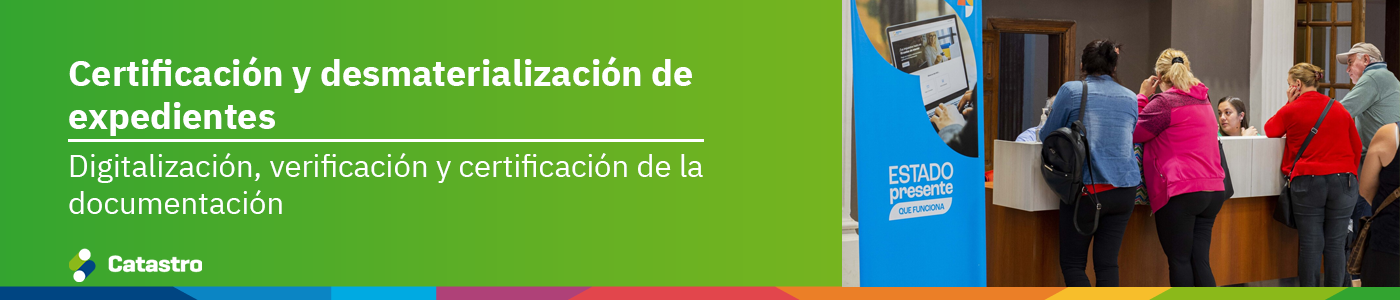 Certificación y desmaterialización de
expedientes
Digitalización, verificación y certificación de la
documentación
Catastro
ESTADO
presente
QUE FUNCIONA